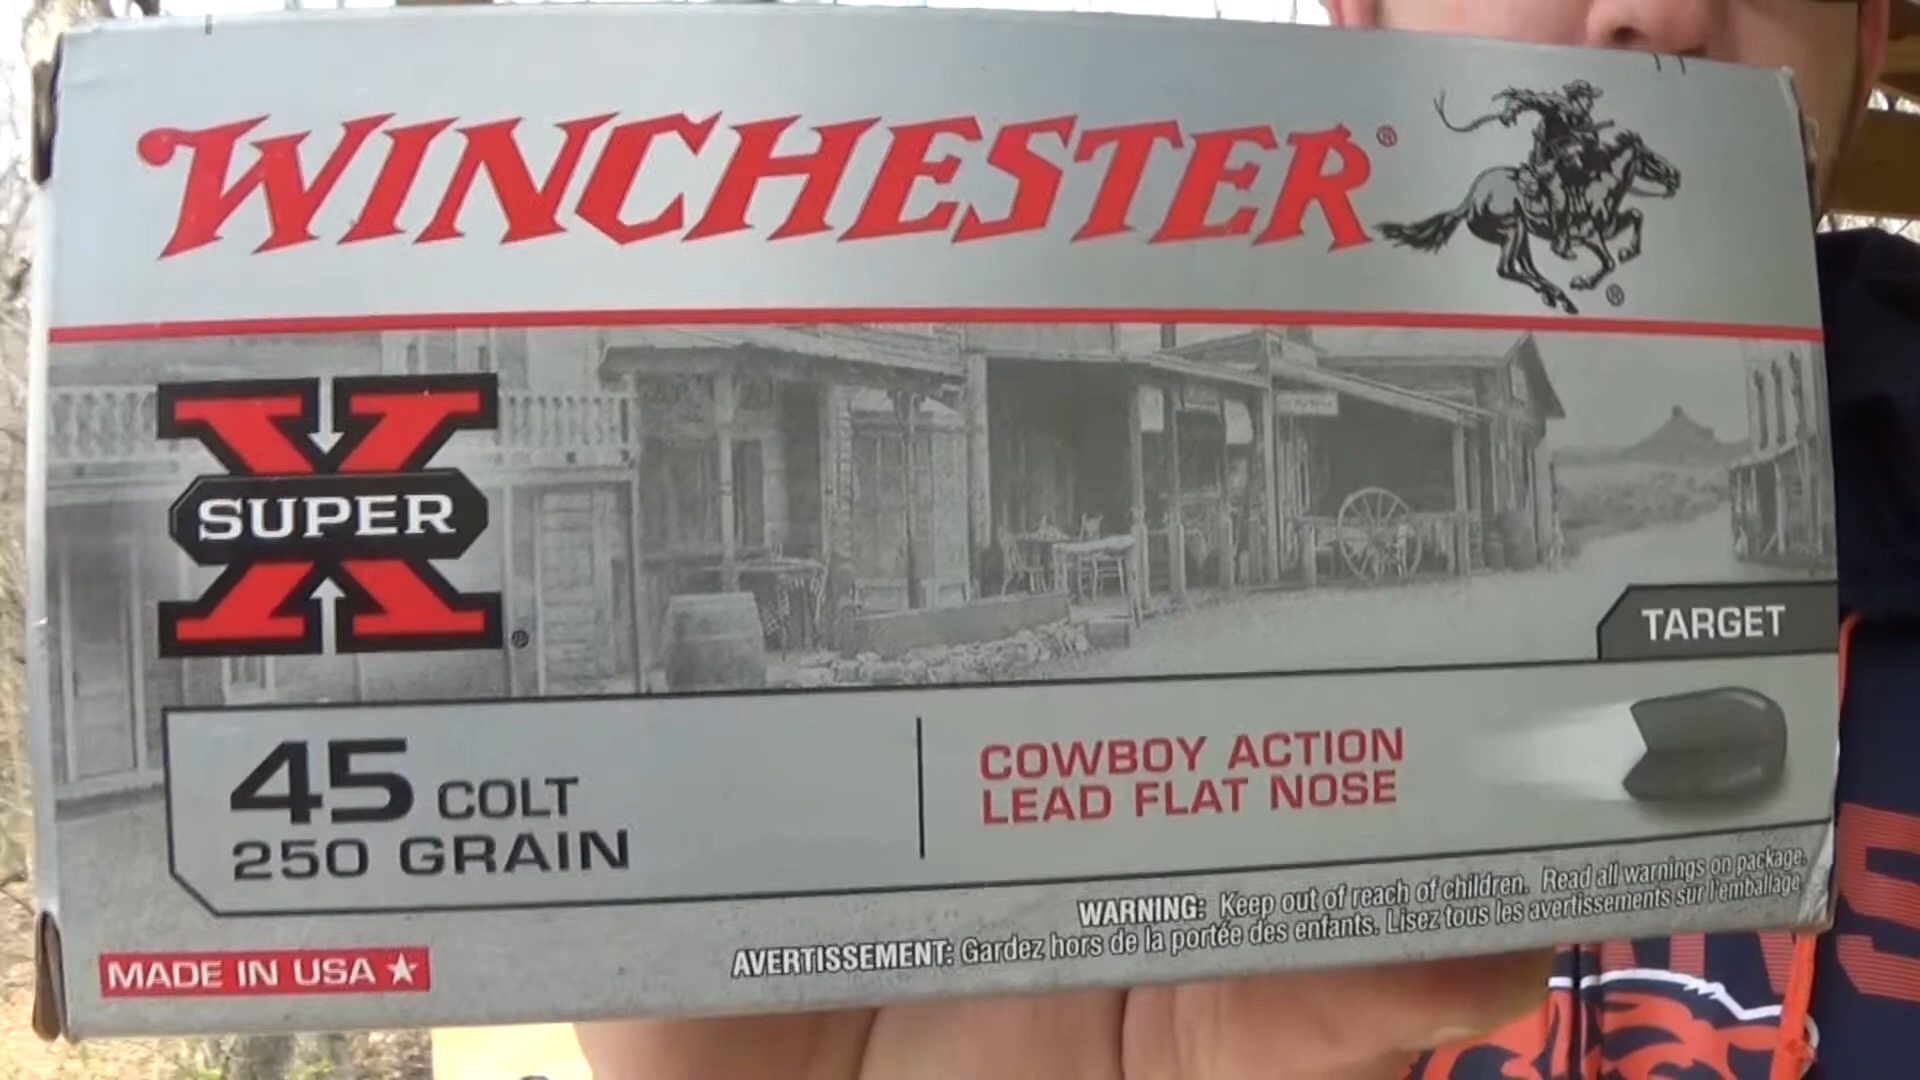 WINCHESTER®
®
SUPER X
®
TARGET
45 COLT
250 GRAIN
COWBOY ACTION
LEAD FLAT NOSE
WARNING: Keep out of reach of children. Read all warnings on package.
AVERTISSEMENT: Gardez hors de la portée des enfants. Lisez tous les avertissements sur l'emballage
MADE IN USA ★